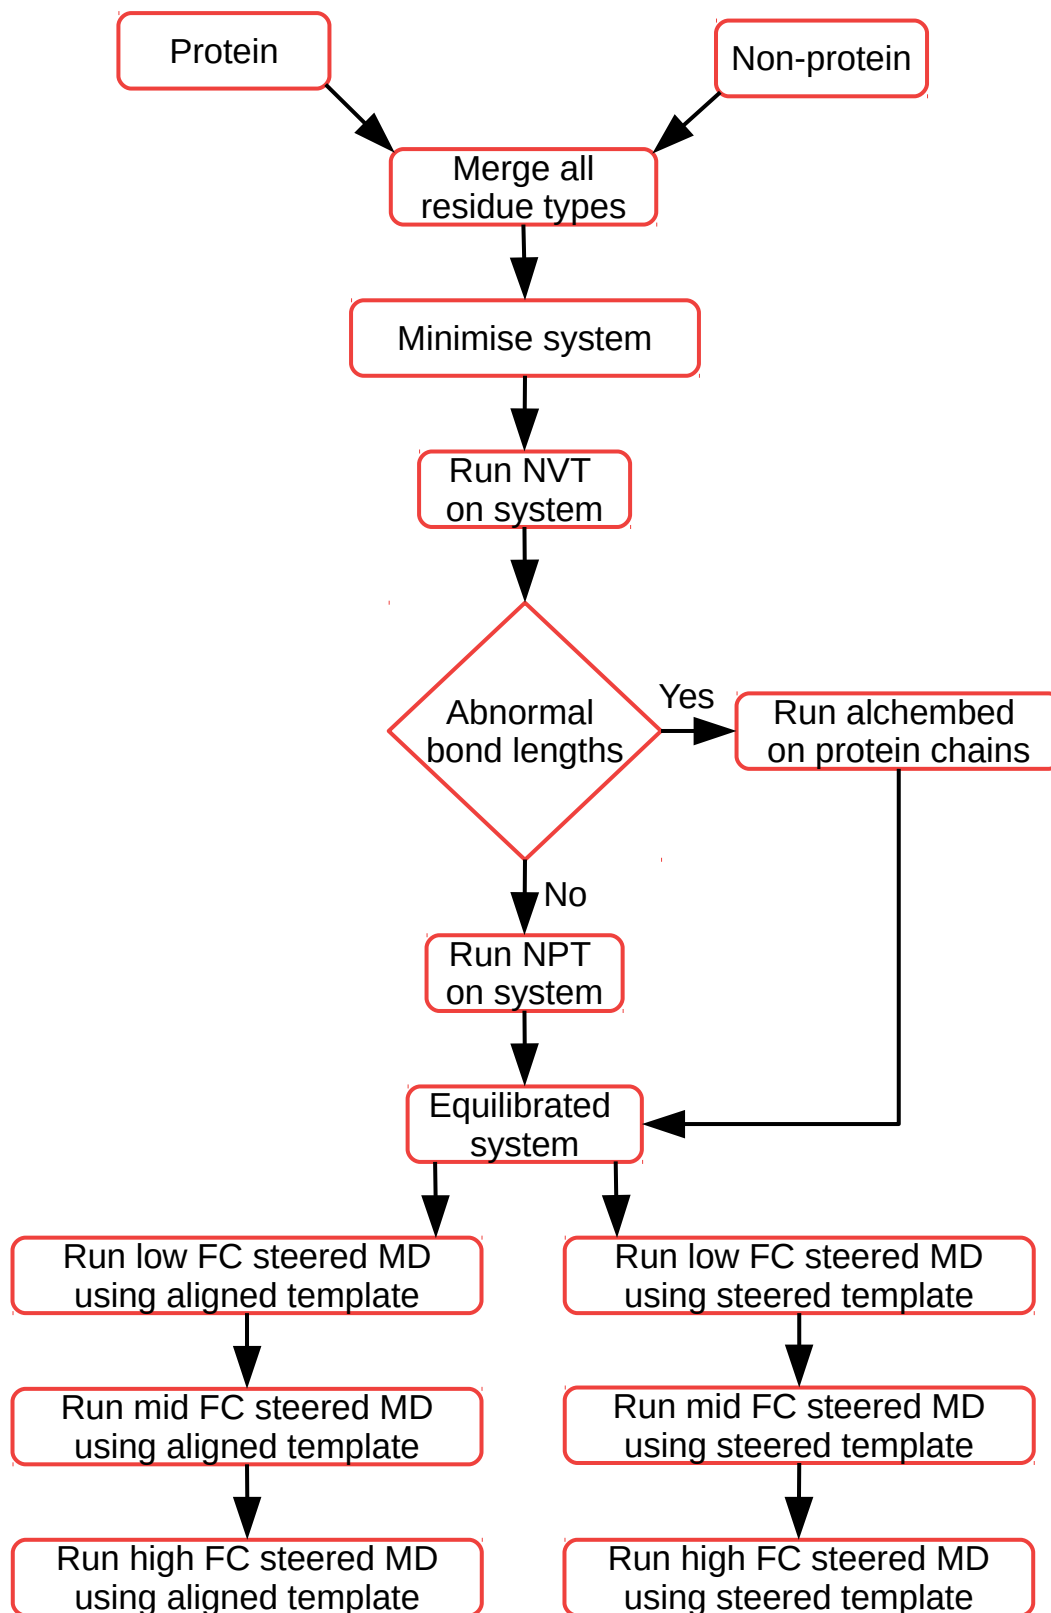 Protein
Non-protein
Merge all
residue types
Minimise system
Run NVT
on system
Abnormal
bond lengths
Yes
Run alchembed
on protein chains
No
Run NPT
on system
Equilibrated
system
Run low FC steered MD
using aligned template
Run low FC steered MD
using steered template
Run mid FC steered MD
using aligned template
Run mid FC steered MD
using steered template
Run high FC steered MD
using aligned template
Run high FC steered MD
using steered template